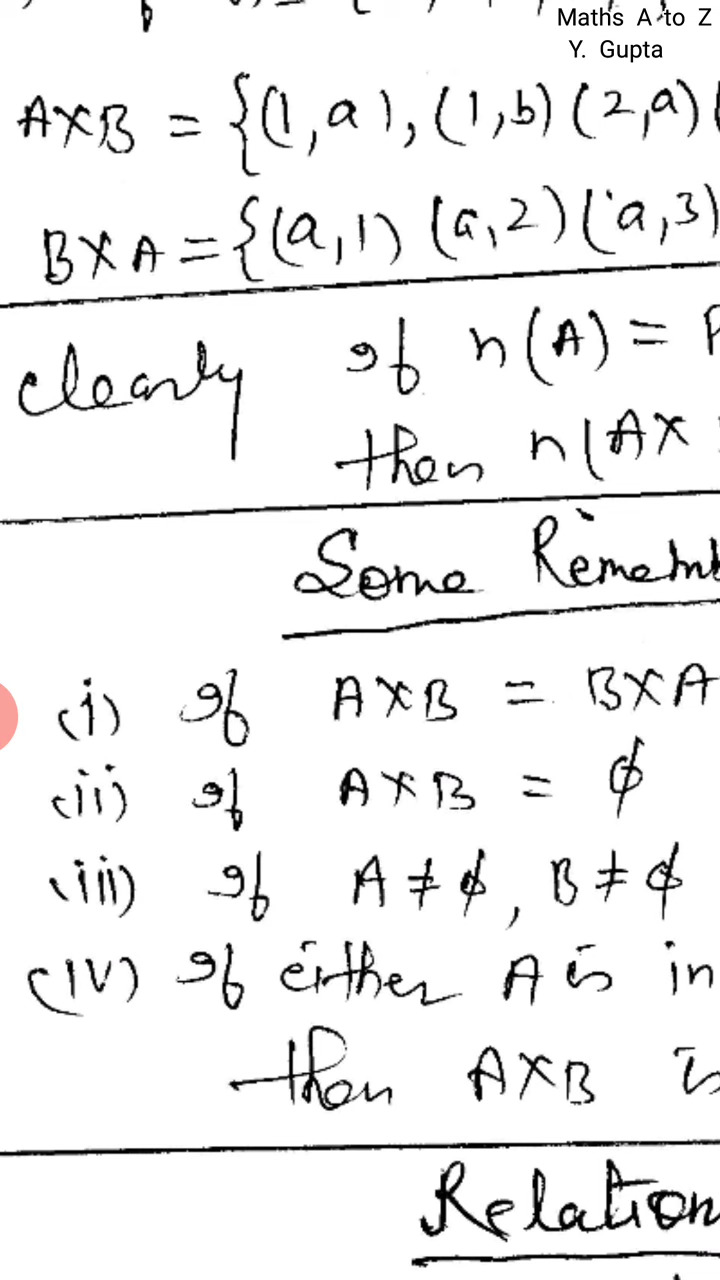 Maths A to Z
Y. Gupta
A×B = {(1,a), (1,b) (2,a) (
B×A = {(a,1) (a,2) (a,3)
clearly if n(A) = P
then n(A×
Some
(i) if A×B = B×A
(ii) if A×B = ϕ
(iii) if A ≠ ϕ, B ≠ ϕ
(iv) if either A is in
then A×B is
Relation